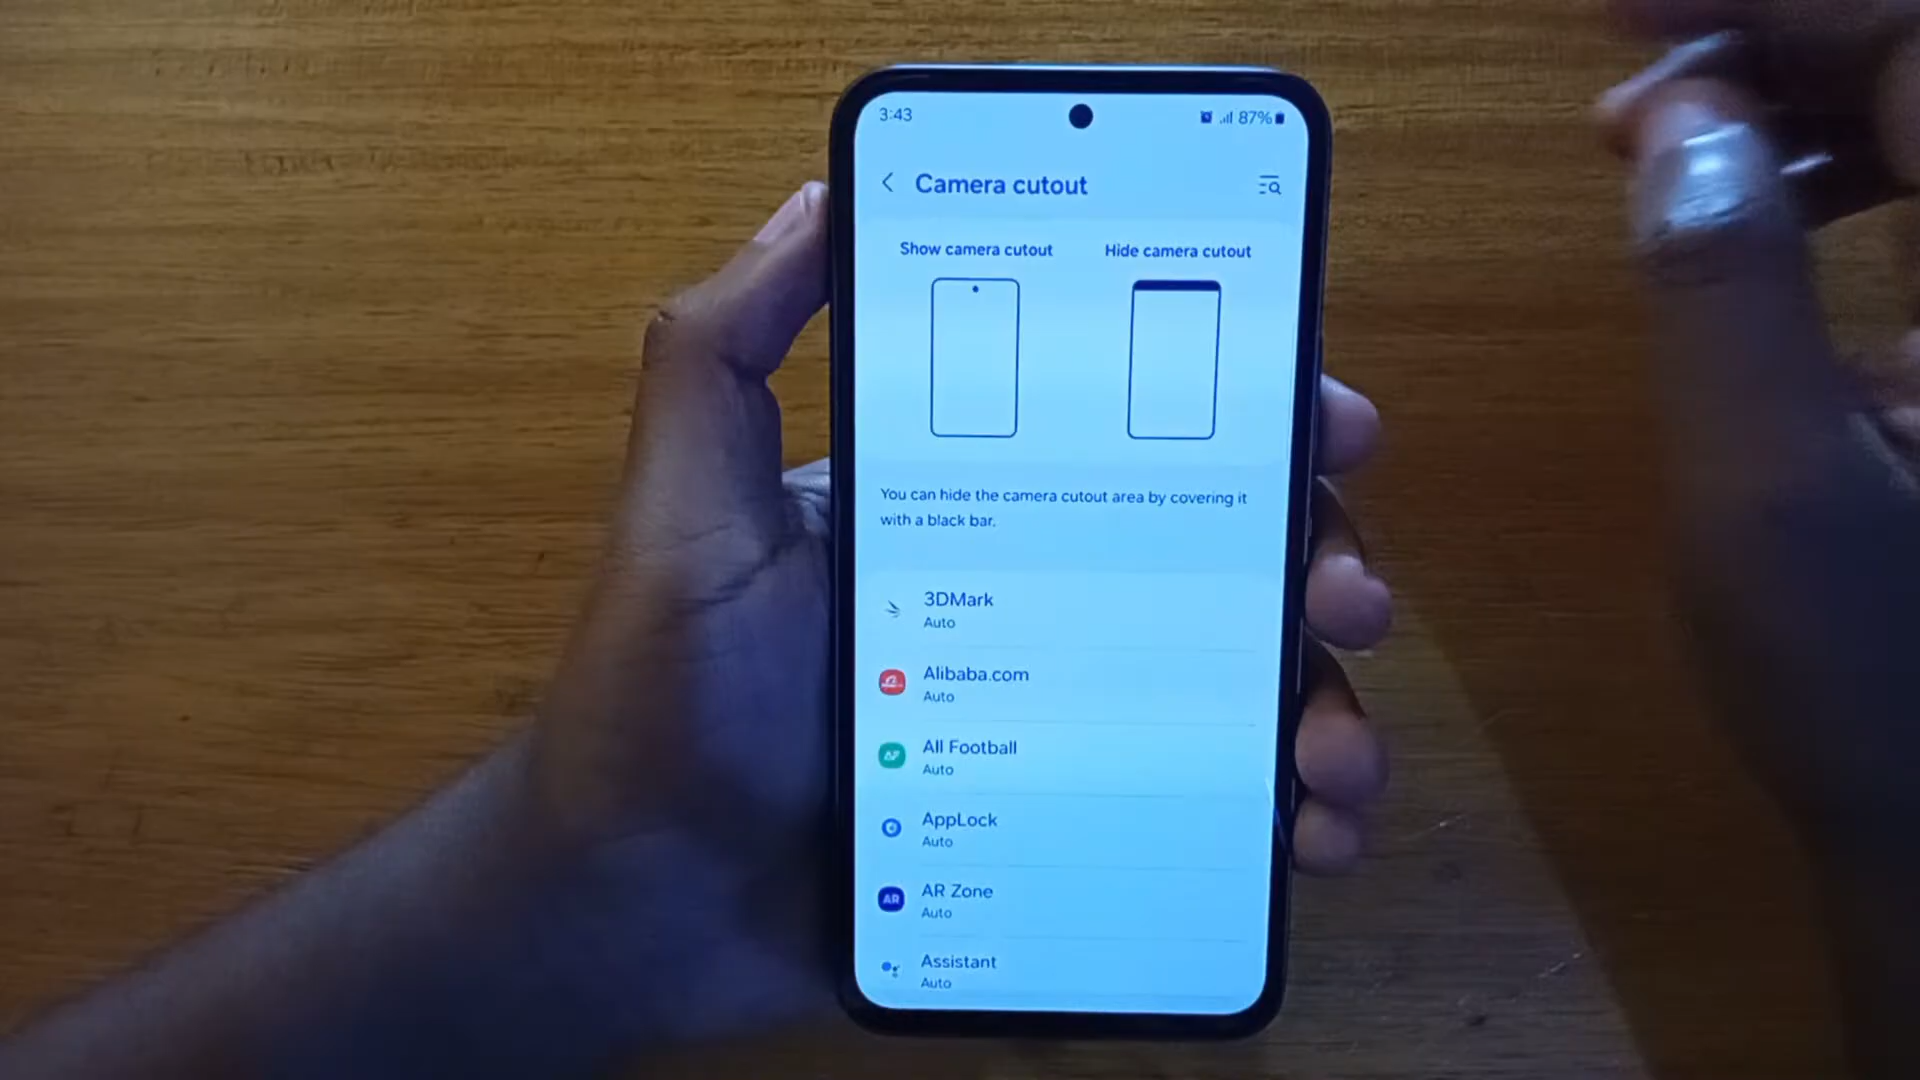 3:43
87%
Camera cutout
Show camera cutout
Hide camera cutout
You can hide the camera cutout area by covering it
with a black bar.
3DMark
Auto
Alibaba.com
Auto
All Football
Auto
AppLock
Auto
AR
AR Zone
Auto
Assistant
Auto